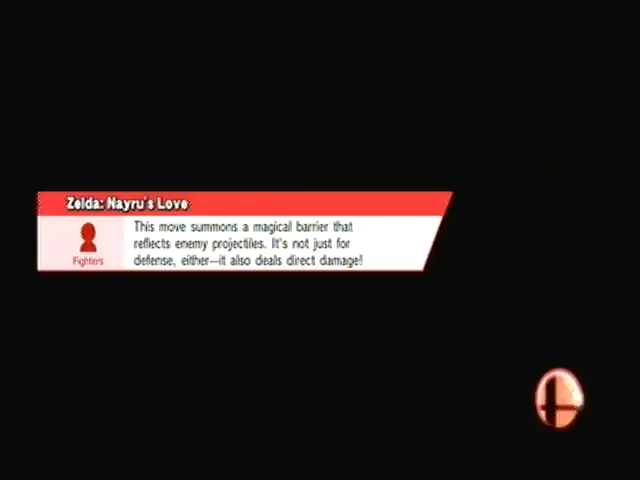 Zelda: Nayru's Love
This move summons a magical barrier that
reflects enemy projectiles. It's not just for
defense, either—it also deals direct damage!
Fighters